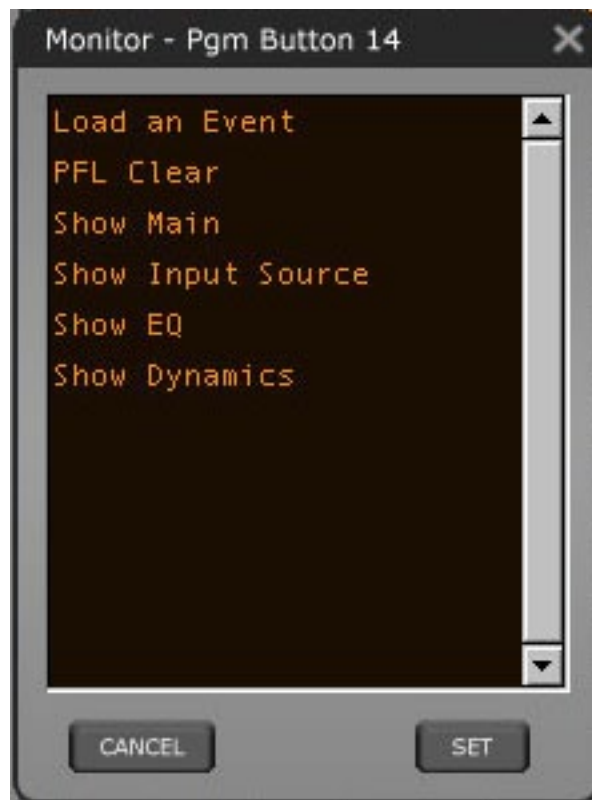 Monitor - Pgm Button 14
Load an Event
PFL Clear
Show Main
Show Input Source
Show EQ
Show Dynamics
CANCEL SET